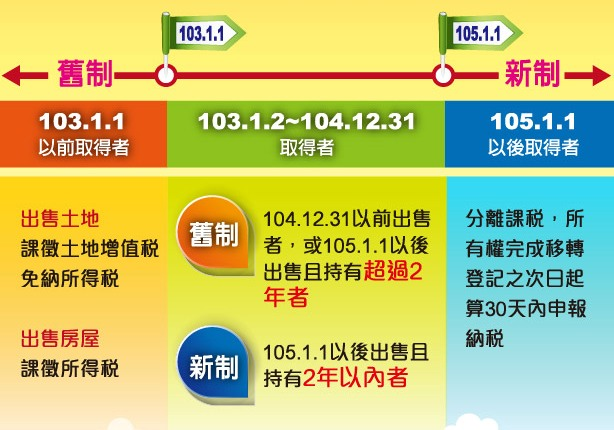 103.1.1
105.1.1
舊制
新制
103.1.1
以前取得者
103.1.2~104.12.31
取得者
105.1.1
以後取得者
出售土地
課徵土地增值稅
免納所得稅
出售房屋
課徵所得稅
舊制
104.12.31以前出售
者，或105.1.1以後
出售且持有超過2
年者
新制
105.1.1以後出售且
持有2年以內者
分離課稅，所
有權完成移轉
登記之次日起
算30天內申報
納稅